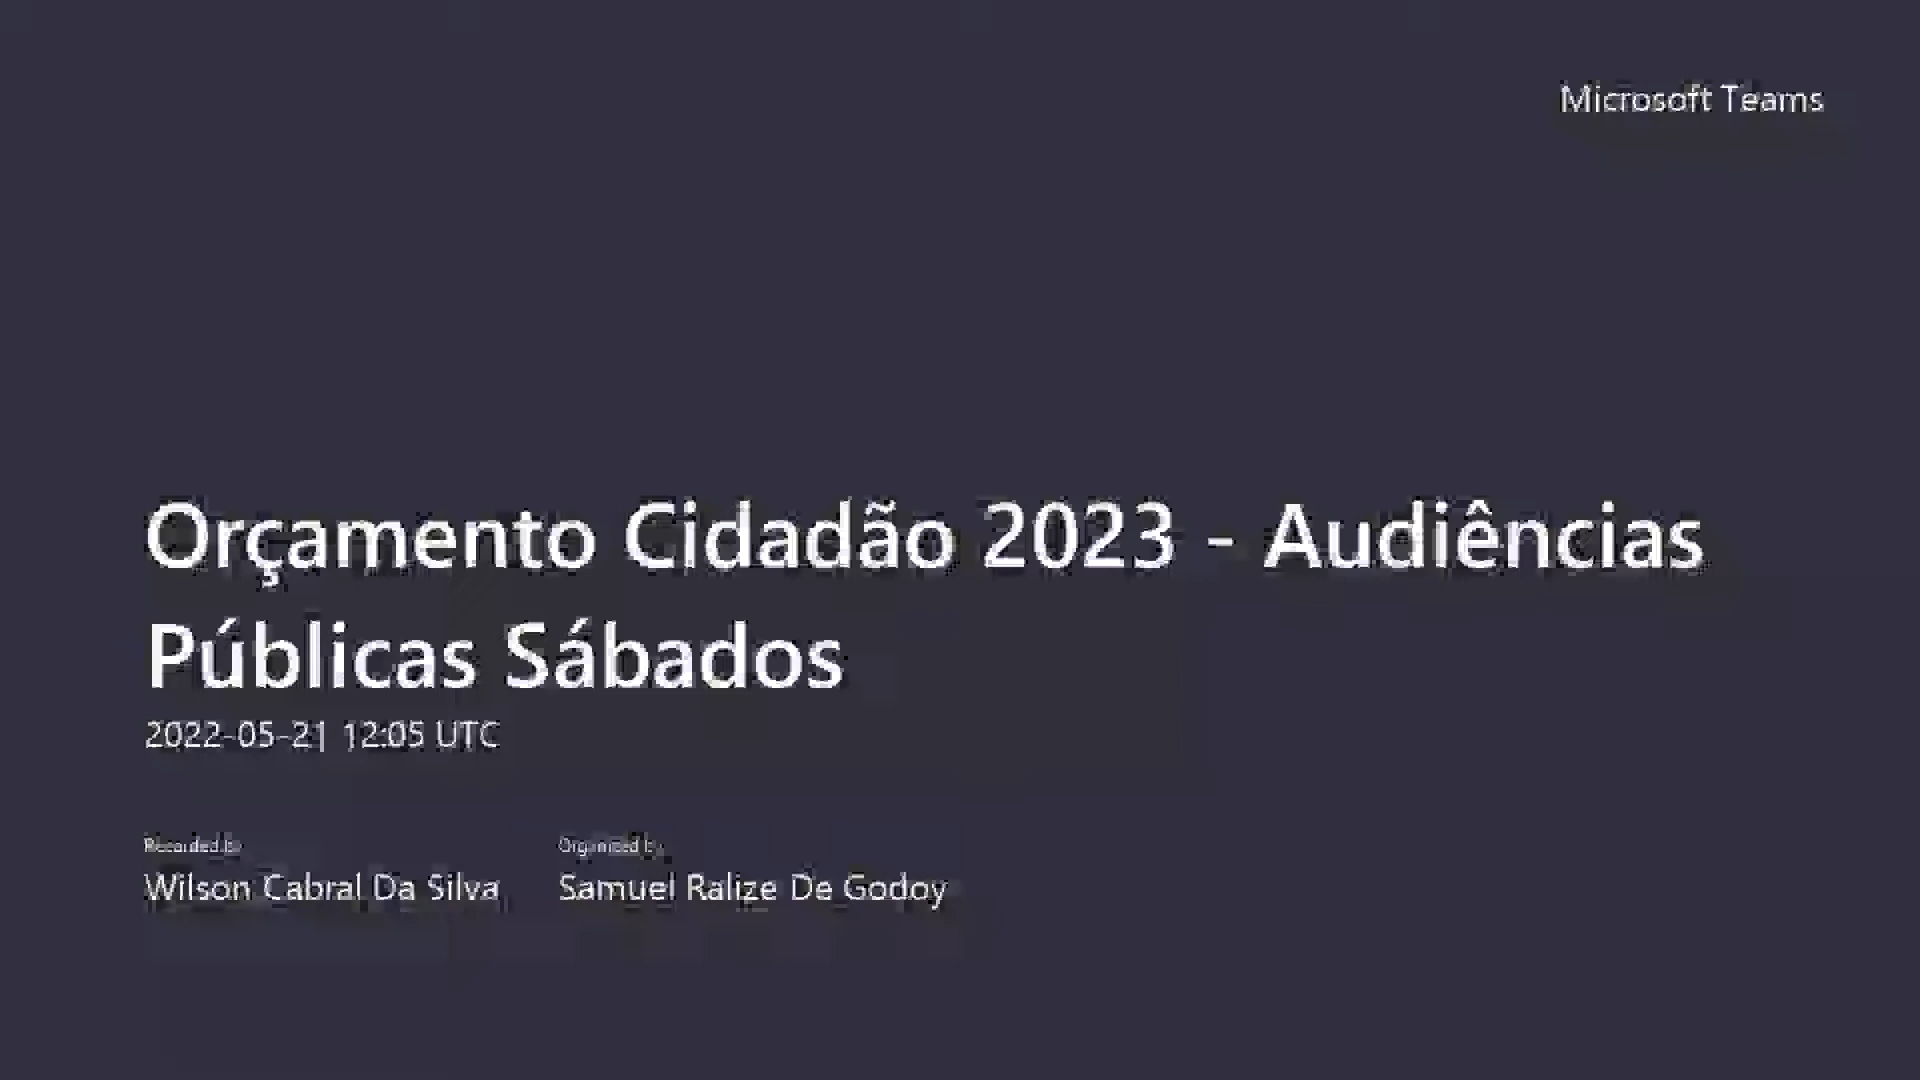 Microsoft Teams
Orçamento Cidadão 2023 - Audiências
Públicas Sábados
2022-05-21 12:05 UTC
Recorded by
Organized by
Wilson Cabral Da Silva
Samuel Ralize De Godoy